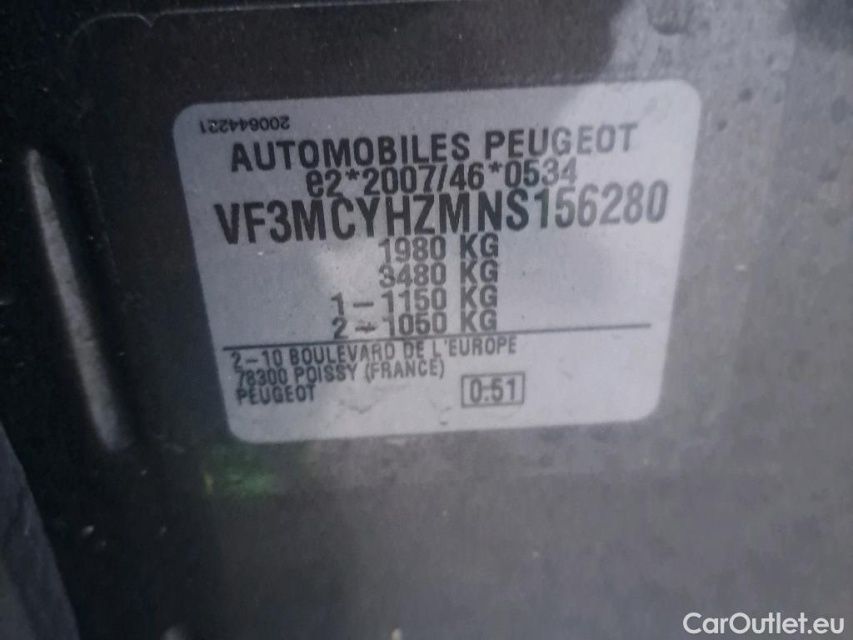 200644221
AUTOMOBILES PEUGEOT
e2*2007/46*0534
VF3MCYHZMNS156280
1980 KG
3480 KG
1-1150 KG
2-1050 KG
2-10 BOULEVARD DE L'EUROPE
78300 POISSY (FRANCE)
PEUGEOT
0.51
CarOutlet.eu